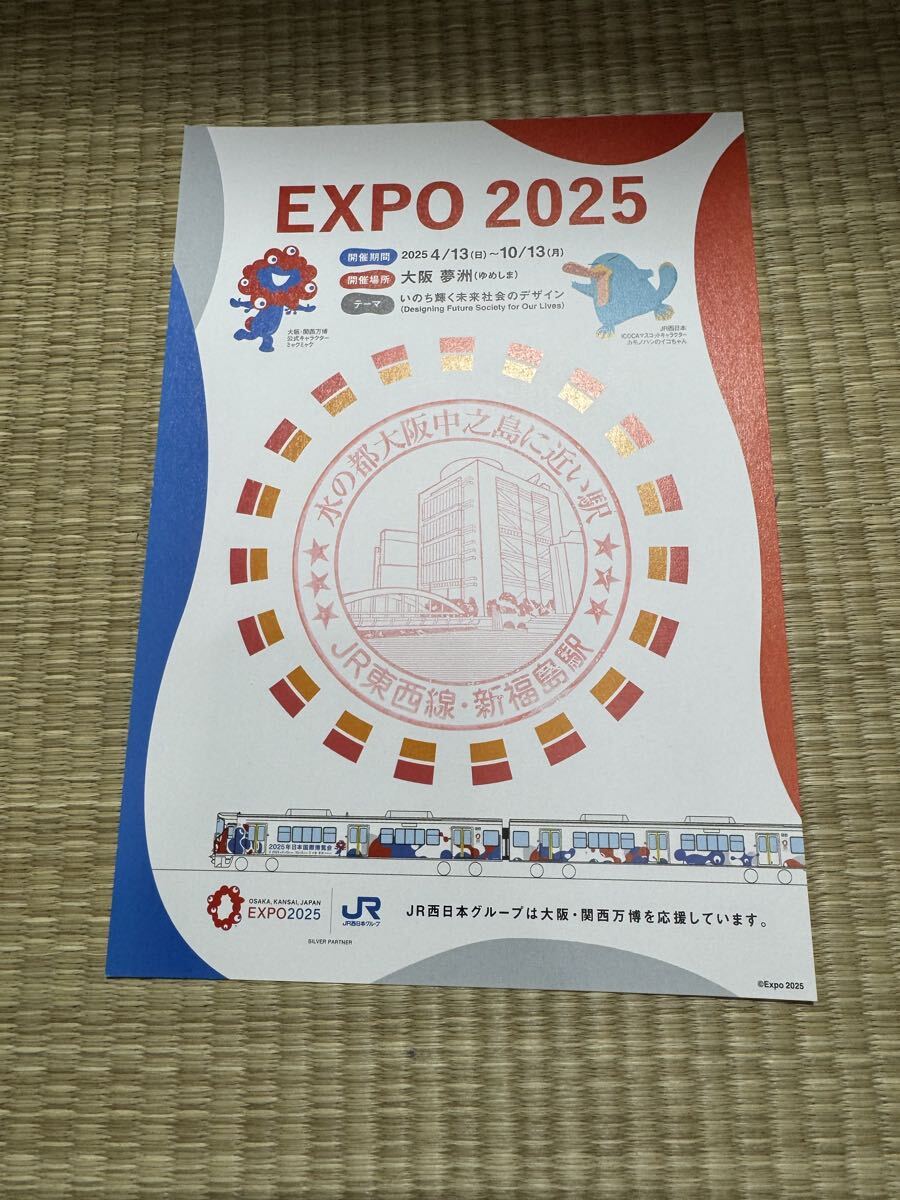 EXPO 2025
開催期間 2025 4/13(日)~10/13(月)
開催場所 大阪 夢洲(ゆめしま)
テーマ いのち輝く未来社会のデザイン
(Designing Future Society for Our Lives)
大阪・関西万博
公式キャラクター
ミャクミャク
JR西日本
ICOCAマスコットキャラクター
カモノハシのイコちゃん
水の都大阪中之島に近い駅
JR東西線・新福島駅
2025年日本国際博覧会
OSAKA, KANSAI, JAPAN
EXPO2025
JR
JR西日本グループ
SILVER PARTNER
JR西日本グループは大阪・関西万博を応援しています。
©Expo 2025